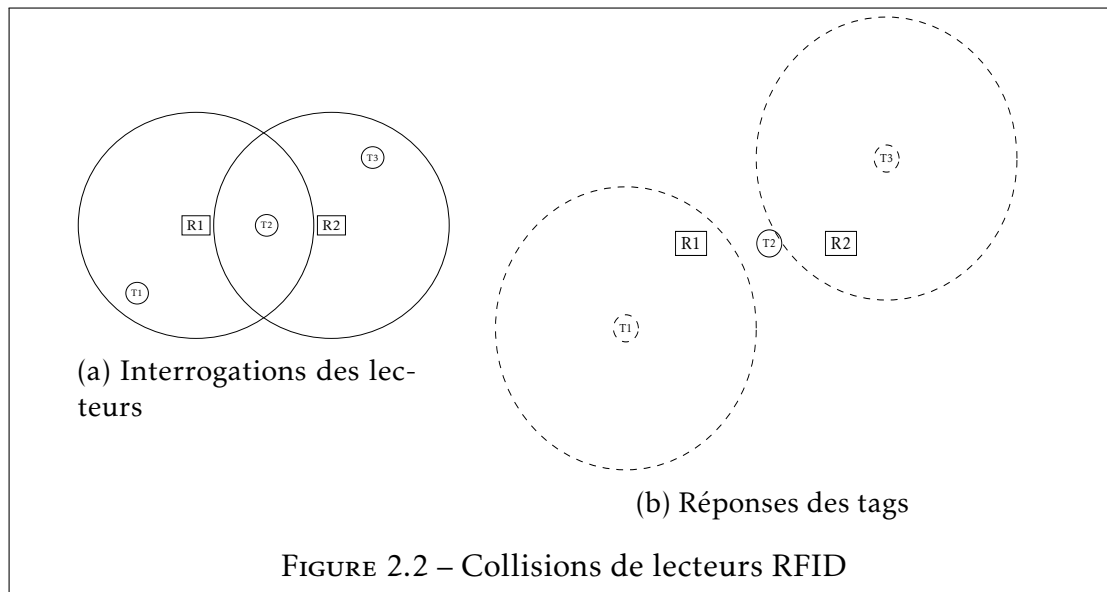 T3
R1
T2
R2
T1
(a) Interrogations des lec-
teurs
T3
R1
T2
R2
T1
(b) Réponses des tags
FIGURE 2.2 – Collisions de lecteurs RFID